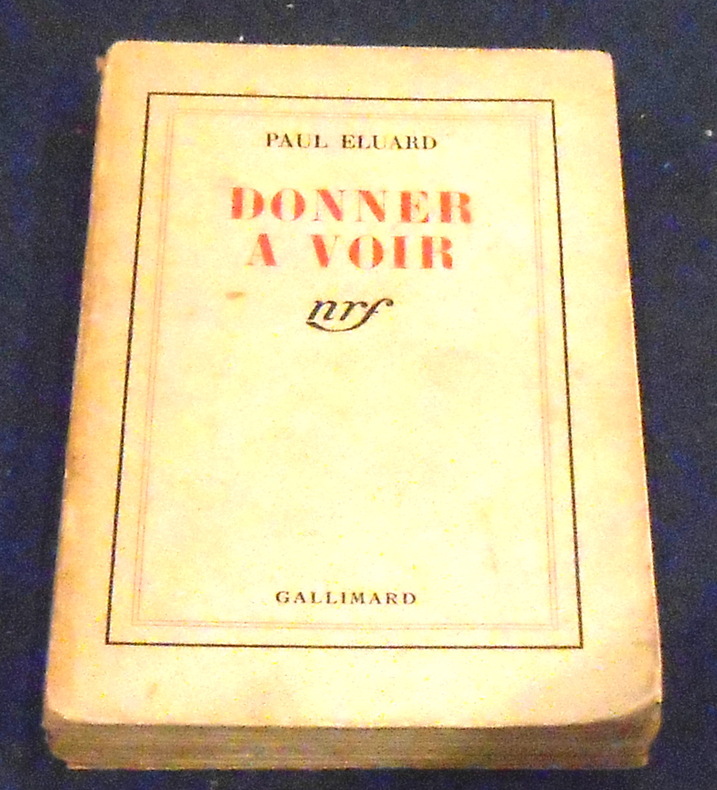 PAUL ELUARD
DONNER
A VOIR
nrf
GALLIMARD